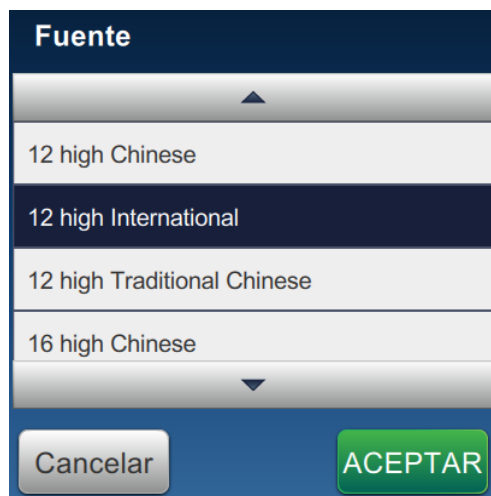 Fuente
12 high Chinese
12 high International
12 high Traditional Chinese
16 high Chinese
Cancelar
ACEPTAR